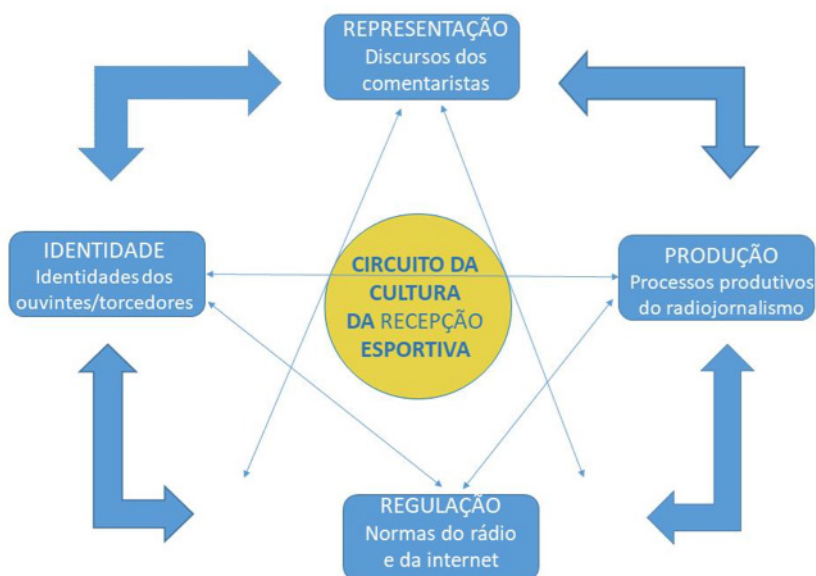 REPRESENTAÇÃO
Discursos dos
comentaristas
IDENTIDADE
Identidades dos
ouvintes/torcedores
CIRCUITO DA
CULTURA
DA RECEPÇÃO
ESPORTIVA
PRODUÇÃO
Processos produtivos
do radiojornalismo
REGULAÇÃO
Normas do rádio
e da internet